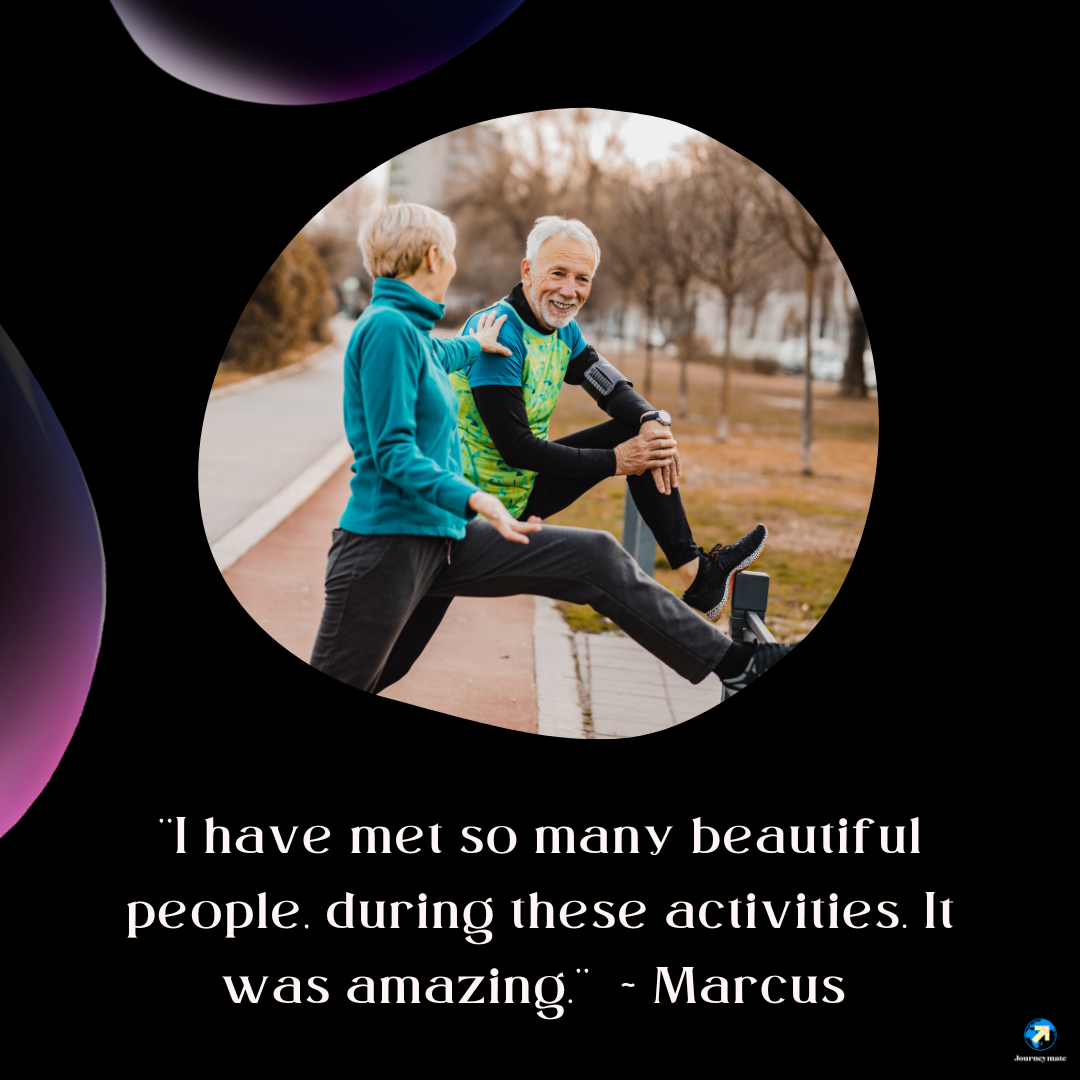 "I have met so many beautiful
people, during these activities. It
was amazing." ~ Marcus
Journeymate